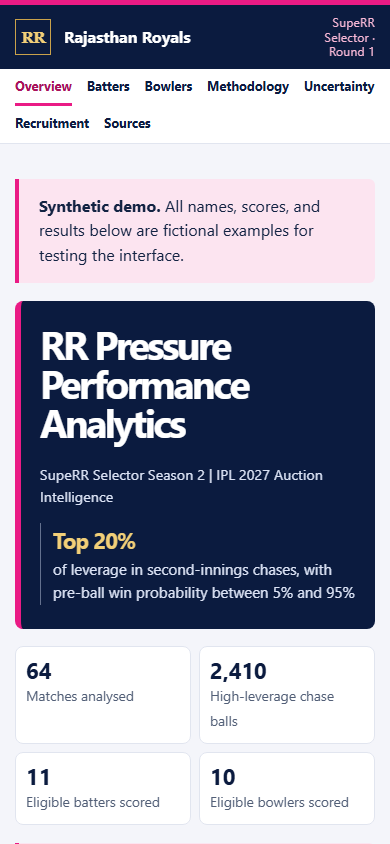 RR Rajasthan Royals
SupeRR
Selector ·
Round 1
Overview Batters Bowlers Methodology Uncertainty
Recruitment Sources
Synthetic demo. All names, scores, and
results below are fictional examples for
testing the interface.
RR Pressure
Performance
Analytics
SupeRR Selector Season 2 | IPL 2027 Auction
Intelligence
Top 20%
of leverage in second-innings chases, with
pre-ball win probability between 5% and 95%
64
Matches analysed
2,410
High-leverage chase
balls
11
Eligible batters scored
10
Eligible bowlers scored